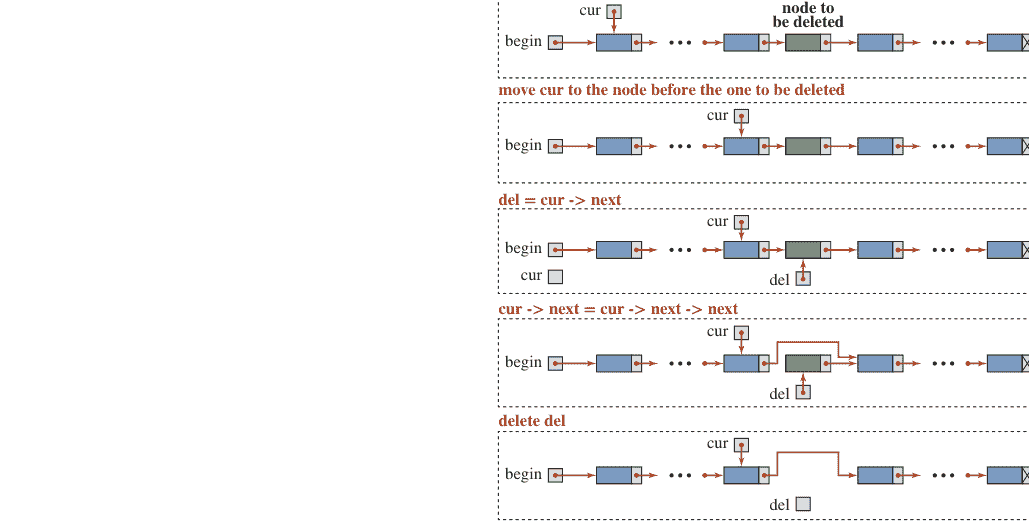 node to
be deleted
cur
begin
move cur to the node before the one to be deleted
cur
begin
del = cur -> next
cur
begin
cur
del
cur -> next = cur -> next -> next
cur
begin
del
delete del
cur
begin
del